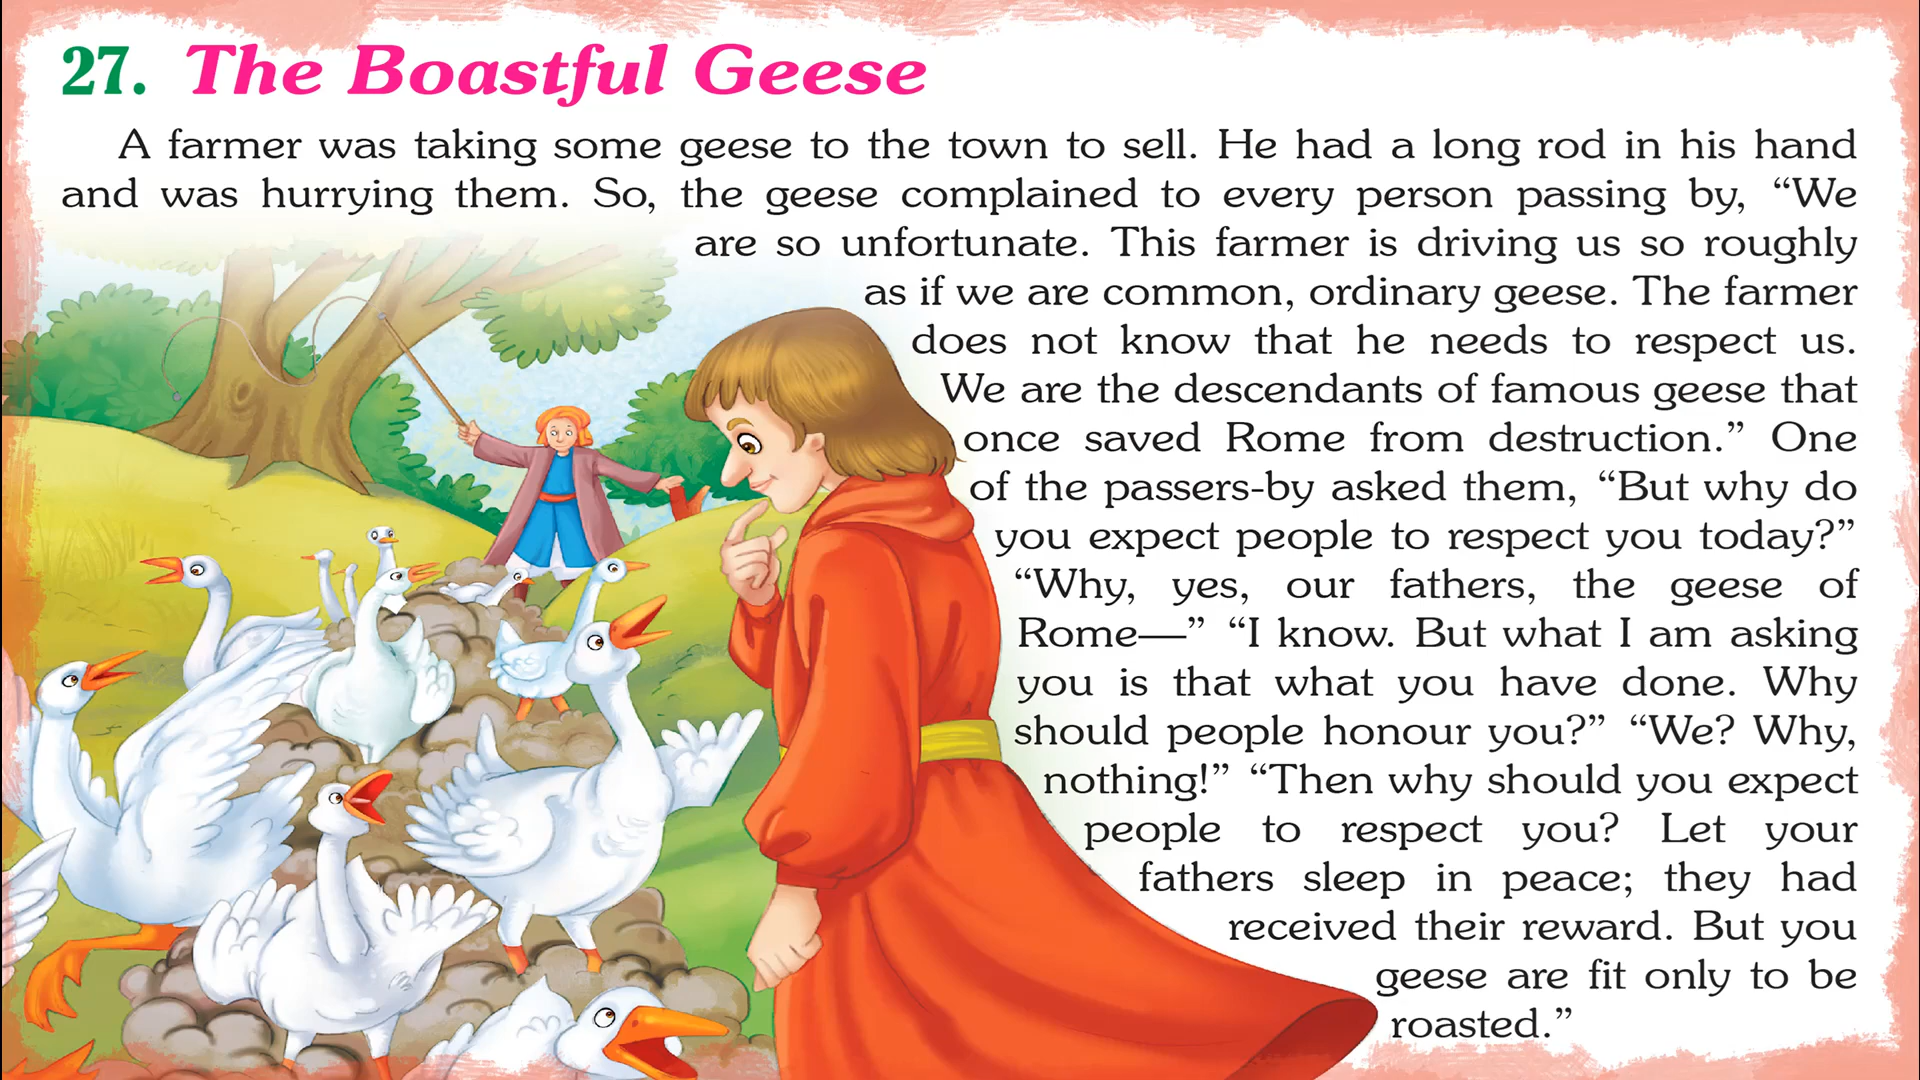 27. The Boastful Geese
A farmer was taking some geese to the town to sell. He had a long rod in his hand
and was hurrying them. So, the geese complained to every person passing by, “We
are so unfortunate. This farmer is driving us so roughly
as if we are common, ordinary geese. The farmer
does not know that he needs to respect us.
We are the descendants of famous geese that
once saved Rome from destruction.” One
of the passers-by asked them, “But why do
you expect people to respect you today?”
“Why, yes, our fathers, the geese of
Rome—” “I know. But what I am asking
you is that what you have done. Why
should people honour you?” “We? Why,
nothing!” “Then why should you expect
people to respect you? Let your
fathers sleep in peace; they had
received their reward. But you
geese are fit only to be
roasted.”